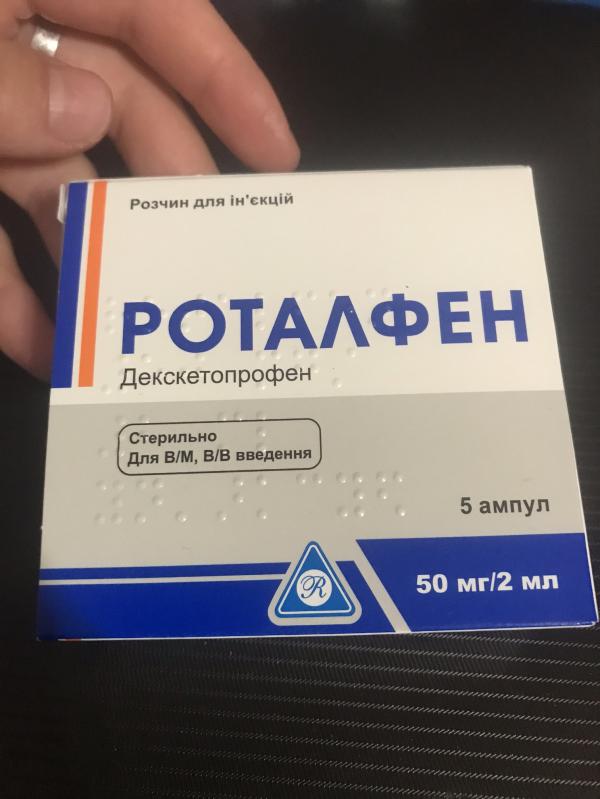 Розчин для ін'єкцій
РОТАЛФЕН
Декскетопрофен
Стерильно
Для В/М, В/В введення
5 ампул
R
50 мг/2 мл